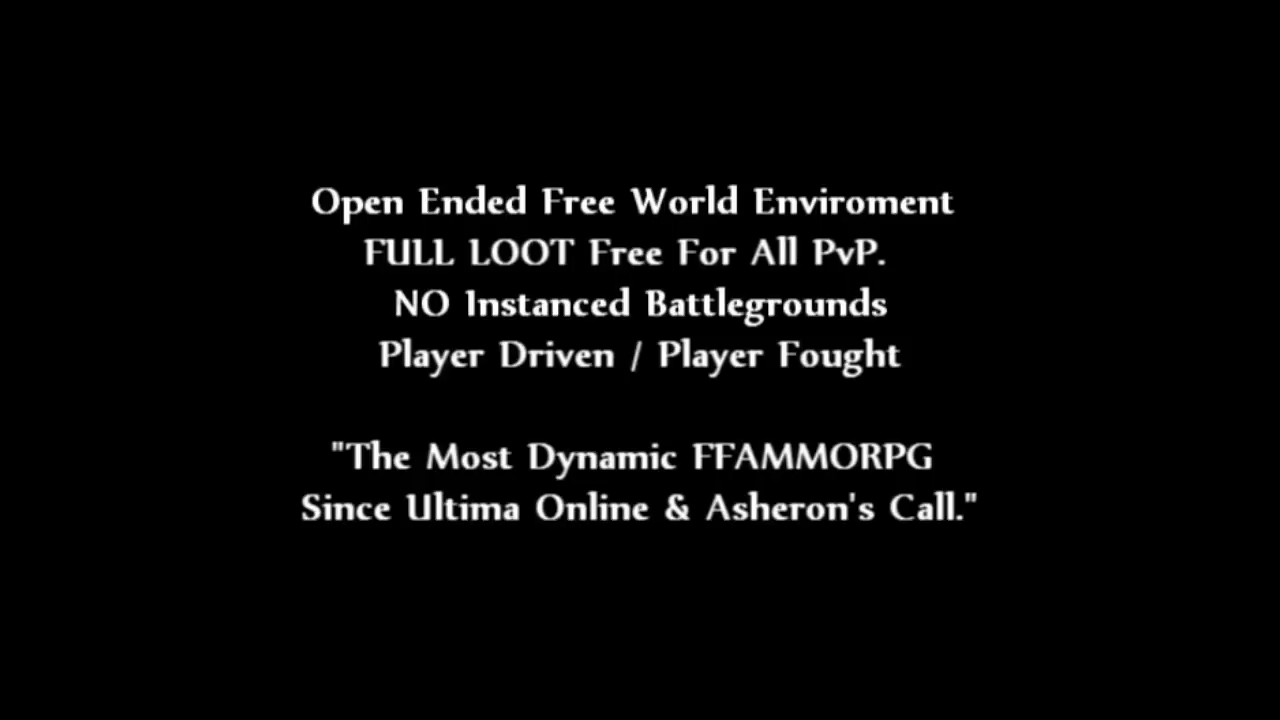 Open Ended Free World Enviroment
FULL LOOT Free For All PvP.
NO Instanced Battlegrounds
Player Driven / Player Fought
"The Most Dynamic FFAMMORPG
Since Ultima Online & Asheron's Call."